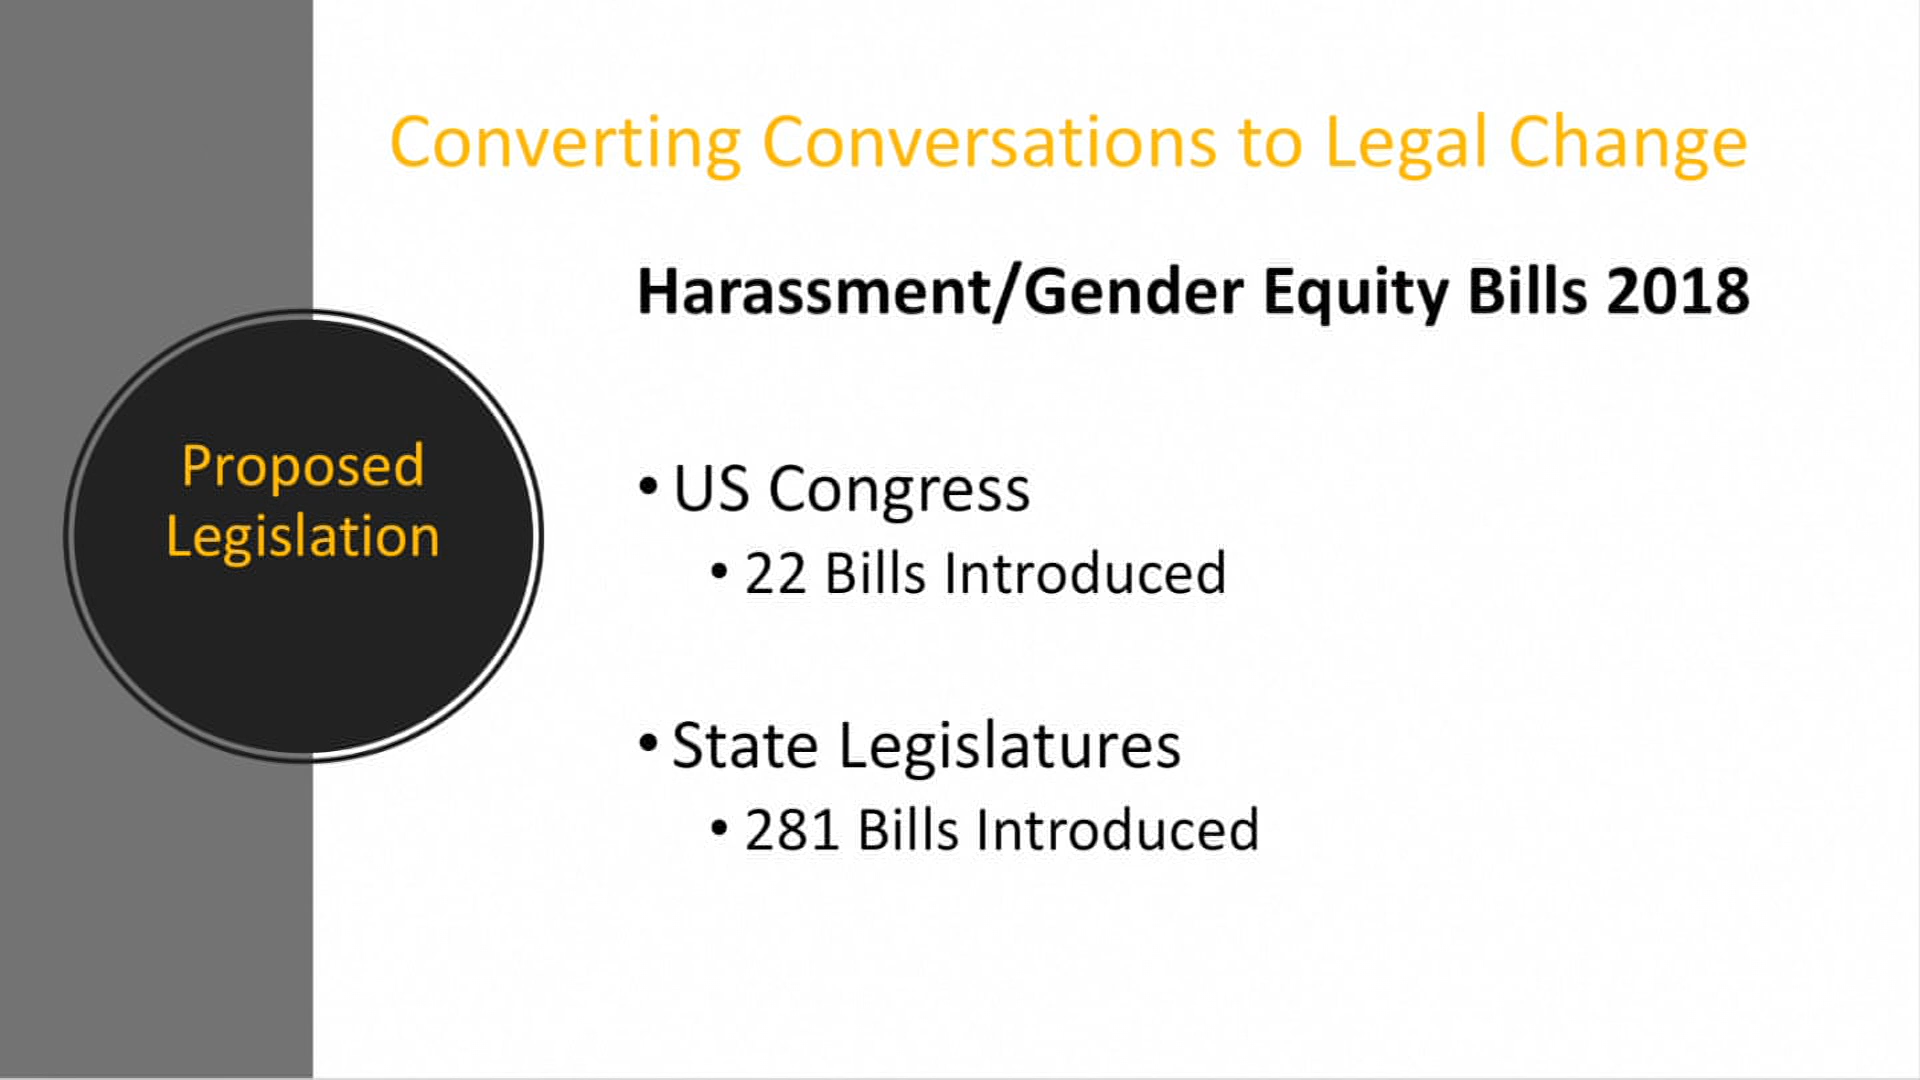 Converting Conversations to Legal Change
Harassment/Gender Equity Bills 2018
Proposed
Legislation
• US Congress
• 22 Bills Introduced
• State Legislatures
• 281 Bills Introduced